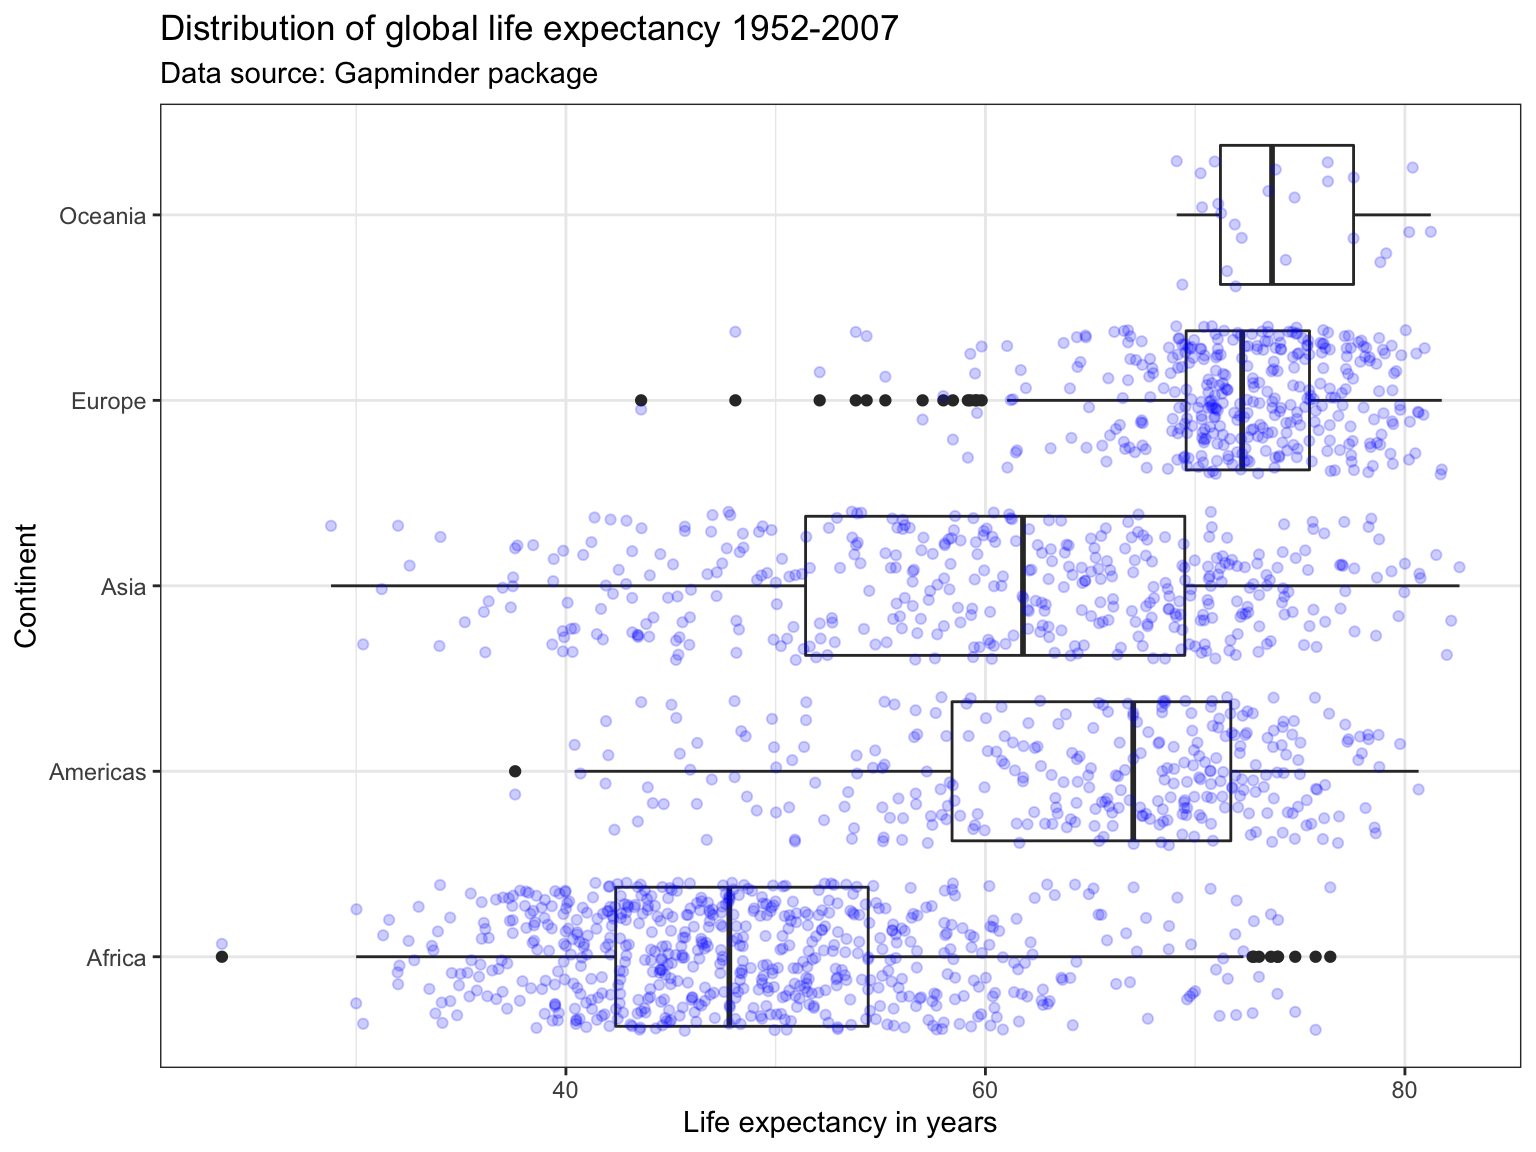 Distribution of global life expectancy 1952-2007
Data source: Gapminder package
Continent
Oceania
Europe
Asia
Americas
Africa
40 60 80
Life expectancy in years